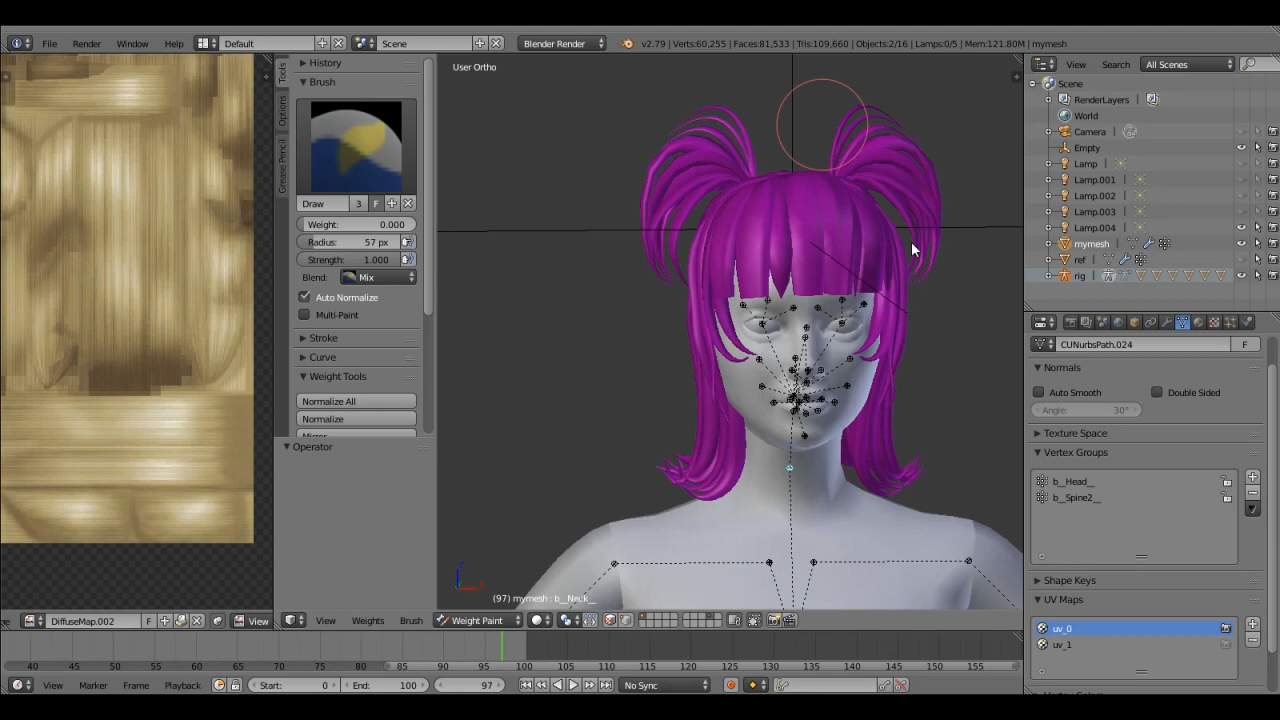 File Render Window Help Default Scene Blender Render v2.79 | Verts:60,255 | Faces:81,533 | Tris:109,660 | Objects:2/16 | Lamps:0/5 | Mem:121.80M | mymesh
Tools
Options
Grease Pencil
History
Brush
Draw 3 F
Weight: 0.000
Radius: 57 px
Strength: 1.000
Blend: Mix
Auto Normalize
Multi-Paint
Stroke
Curve
Weight Tools
Normalize All
Normalize
Mirror
Operator
User Ortho
(97) mymesh : b__Neck__
View Search All Scenes
Scene
RenderLayers
World
Camera
Empty
Lamp
Lamp.001
Lamp.002
Lamp.003
Lamp.004
mymesh
ref
rig
CUNurbsPath.024 F
Normals
Auto Smooth Double Sided
Angle: 30°
Texture Space
Vertex Groups
b__Head__
b__Spine2__
Shape Keys
UV Maps
uv_0
uv_1
DiffuseMap.002 F View
View Weights Brush Weight Paint
40 45 50 55 60 65 70 75 80 85 90 95 100 105 110 115 120 125 130 135 140 145 150 155
View Marker Frame Playback Start: 0 End: 100 97 No Sync